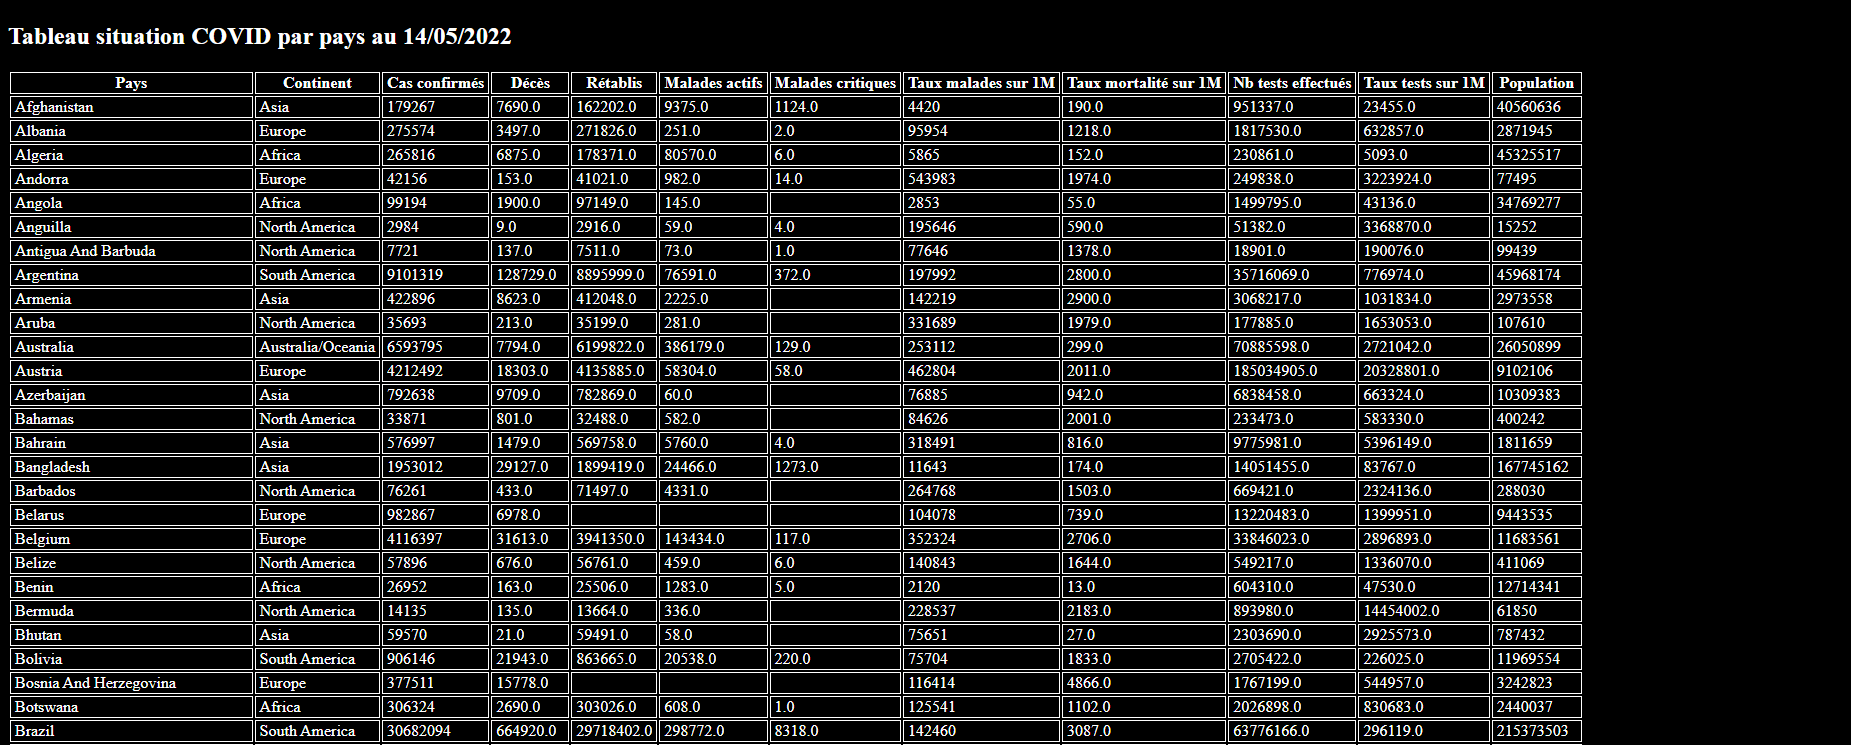 Tableau situation COVID par pays au 14/05/2022
Pays Continent Cas confirmés Décès Rétablis Malades actifs Malades critiques Taux malades sur 1M Taux mortalité sur 1M Nb tests effectués Taux tests sur 1M Population
Afghanistan Asia 179267 7690.0 162202.0 9375.0 1124.0 4420 190.0 951337.0 23455.0 40560636
Albania Europe 275574 3497.0 271826.0 251.0 2.0 95954 1218.0 1817530.0 632857.0 2871945
Algeria Africa 265816 6875.0 178371.0 80570.0 6.0 5865 152.0 230861.0 5093.0 45325517
Andorra Europe 42156 153.0 41021.0 982.0 14.0 543983 1974.0 249838.0 3223924.0 77495
Angola Africa 99194 1900.0 97149.0 145.0 2853 55.0 1499795.0 43136.0 34769277
Anguilla North America 2984 9.0 2916.0 59.0 4.0 195646 590.0 51382.0 3368870.0 15252
Antigua And Barbuda North America 7721 137.0 7511.0 73.0 1.0 77646 1378.0 18901.0 190076.0 99439
Argentina South America 9101319 128729.0 8895999.0 76591.0 372.0 197992 2800.0 35716069.0 776974.0 45968174
Armenia Asia 422896 8623.0 412048.0 2225.0 142219 2900.0 3068217.0 1031834.0 2973558
Aruba North America 35693 213.0 35199.0 281.0 331689 1979.0 177885.0 1653053.0 107610
Australia Australia/Oceania 6593795 7794.0 6199822.0 386179.0 129.0 253112 299.0 70885598.0 2721042.0 26050899
Austria Europe 4212492 18303.0 4135885.0 58304.0 58.0 462804 2011.0 185034905.0 20328801.0 9102106
Azerbaijan Asia 792638 9709.0 782869.0 60.0 76885 942.0 6838458.0 663324.0 10309383
Bahamas North America 33871 801.0 32488.0 582.0 84626 2001.0 233473.0 583330.0 400242
Bahrain Asia 576997 1479.0 569758.0 5760.0 4.0 318491 816.0 9775981.0 5396149.0 1811659
Bangladesh Asia 1953012 29127.0 1899419.0 24466.0 1273.0 11643 174.0 14051455.0 83767.0 167745162
Barbados North America 76261 433.0 71497.0 4331.0 264768 1503.0 669421.0 2324136.0 288030
Belarus Europe 982867 6978.0 104078 739.0 13220483.0 1399951.0 9443535
Belgium Europe 4116397 31613.0 3941350.0 143434.0 117.0 352324 2706.0 33846023.0 2896893.0 11683561
Belize North America 57896 676.0 56761.0 459.0 6.0 140843 1644.0 549217.0 1336070.0 411069
Benin Africa 26952 163.0 25506.0 1283.0 5.0 2120 13.0 604310.0 47530.0 12714341
Bermuda North America 14135 135.0 13664.0 336.0 228537 2183.0 893980.0 14454002.0 61850
Bhutan Asia 59570 21.0 59491.0 58.0 75651 27.0 2303690.0 2925573.0 787432
Bolivia South America 906146 21943.0 863665.0 20538.0 220.0 75704 1833.0 2705422.0 226025.0 11969554
Bosnia And Herzegovina Europe 377511 15778.0 116414 4866.0 1767199.0 544957.0 3242823
Botswana Africa 306324 2690.0 303026.0 608.0 1.0 125541 1102.0 2026898.0 830683.0 2440037
Brazil South America 30682094 664920.0 29718402.0 298772.0 8318.0 142460 3087.0 63776166.0 296119.0 215373503